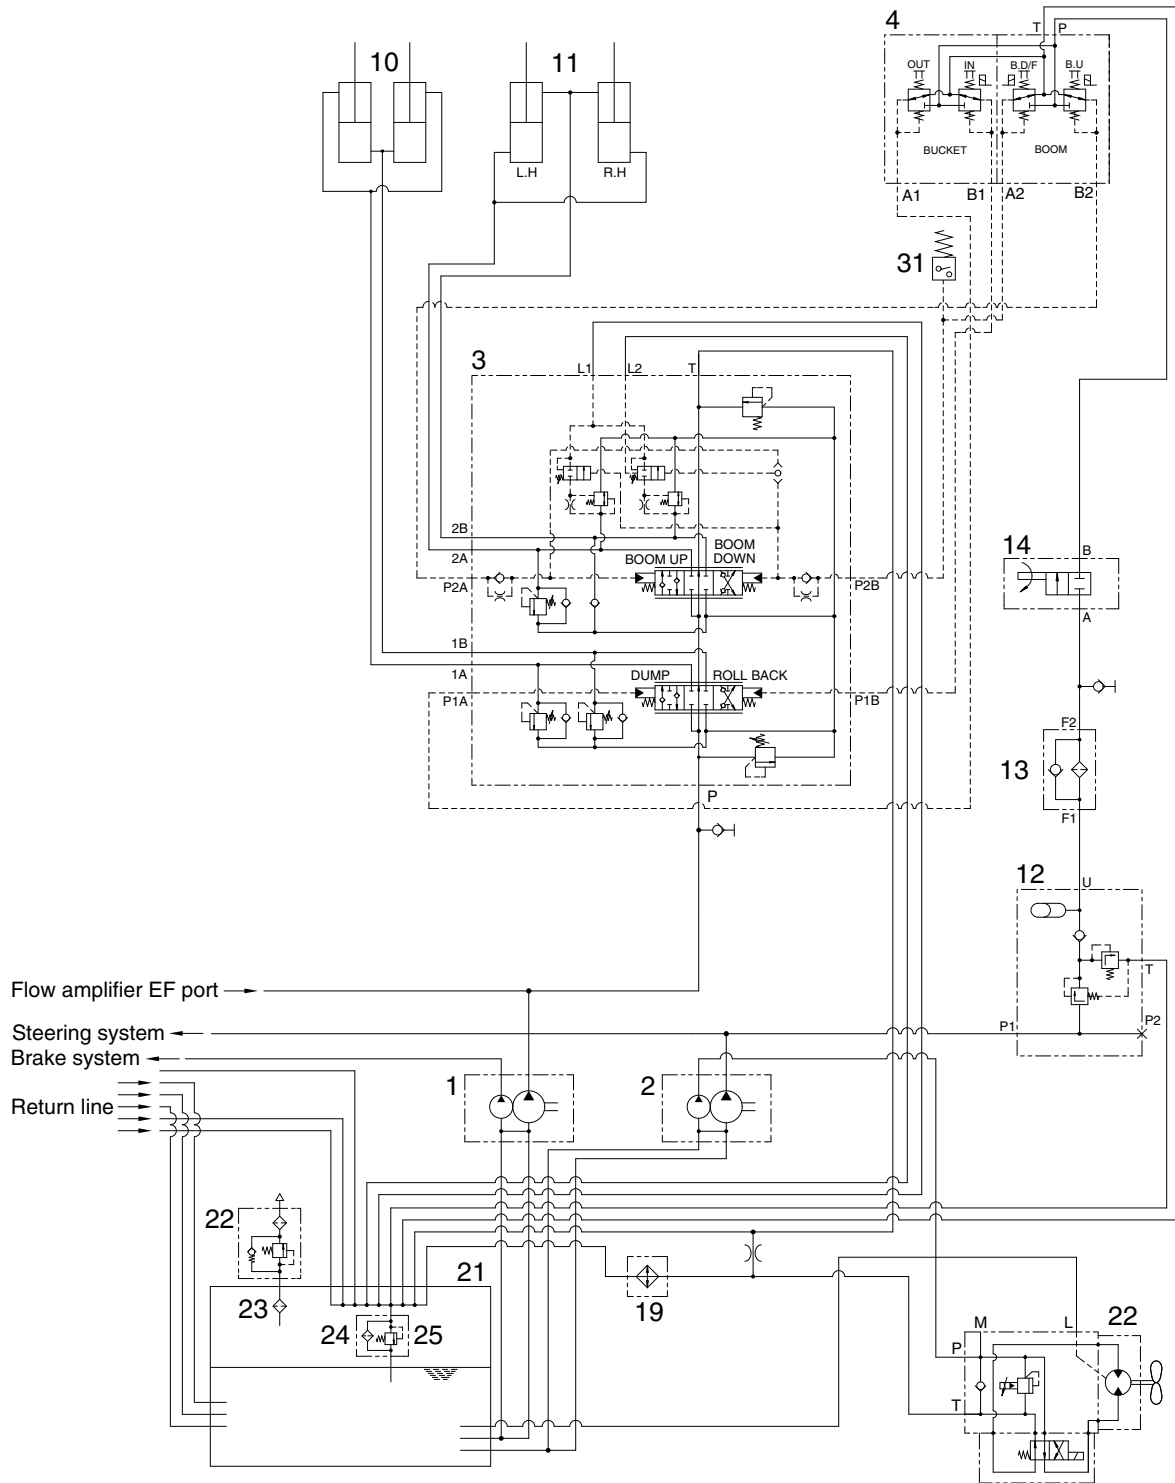 4
T P
10
11
OUT
IN
B.D/F
B.U
BUCKET
BOOM
L.H
R.H
A1
B1
A2
B2
31
3
L1
L2
T
2B
2A
BOOM UP
BOOM
DOWN
P2A
P2B
14
B
A
1B
1A
DUMP
ROLL BACK
P1A
P1B
F2
13
P
F1
12
U
T
Flow amplifier EF port
Steering system
P1
P2
Brake system
1
2
Return line
22
21
23
24
25
19
M
L
22
P
T